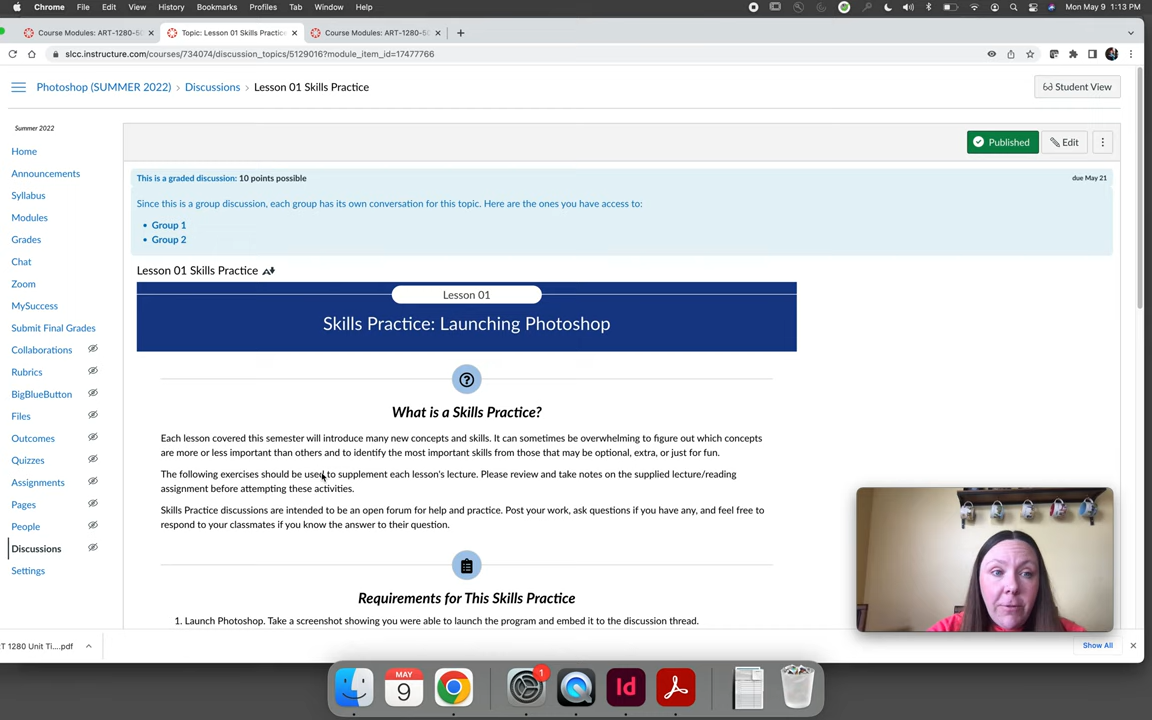 Chrome File Edit View History Bookmarks Profiles Tab Window Help Mon May 9 1:13 PM
Course Modules: ART-1280-50 Topic: Lesson 01 Skills Practice Course Modules: ART-1280-50
slcc.instructure.com/courses/734074/discussion_topics/5129016?module_item_id=17477766
Photoshop (SUMMER 2022) > Discussions > Lesson 01 Skills Practice Student View
Summer 2022
Home
Announcements
Syllabus
Modules
Grades
Chat
Zoom
MySuccess
Submit Final Grades
Collaborations
Rubrics
BigBlueButton
Files
Outcomes
Quizzes
Assignments
Pages
People
Discussions
Settings
Published Edit
This is a graded discussion: 10 points possible due May 21
Since this is a group discussion, each group has its own conversation for this topic. Here are the ones you have access to:
• Group 1
• Group 2
Lesson 01 Skills Practice
Lesson 01
Skills Practice: Launching Photoshop
What is a Skills Practice?
Each lesson covered this semester will introduce many new concepts and skills. It can sometimes be overwhelming to figure out which concepts
are more or less important than others and to identify the most important skills from those that may be optional, extra, or just for fun.
The following exercises should be used to supplement each lesson's lecture. Please review and take notes on the supplied lecture/reading
assignment before attempting these activities.
Skills Practice discussions are intended to be an open forum for help and practice. Post your work, ask questions if you have any, and feel free to
respond to your classmates if you know the answer to their question.
Requirements for This Skills Practice
1. Launch Photoshop. Take a screenshot showing you were able to launch the program and embed it to the discussion thread.
T 1280 Unit Ti....pdf Show All
MAY
9
1
Id